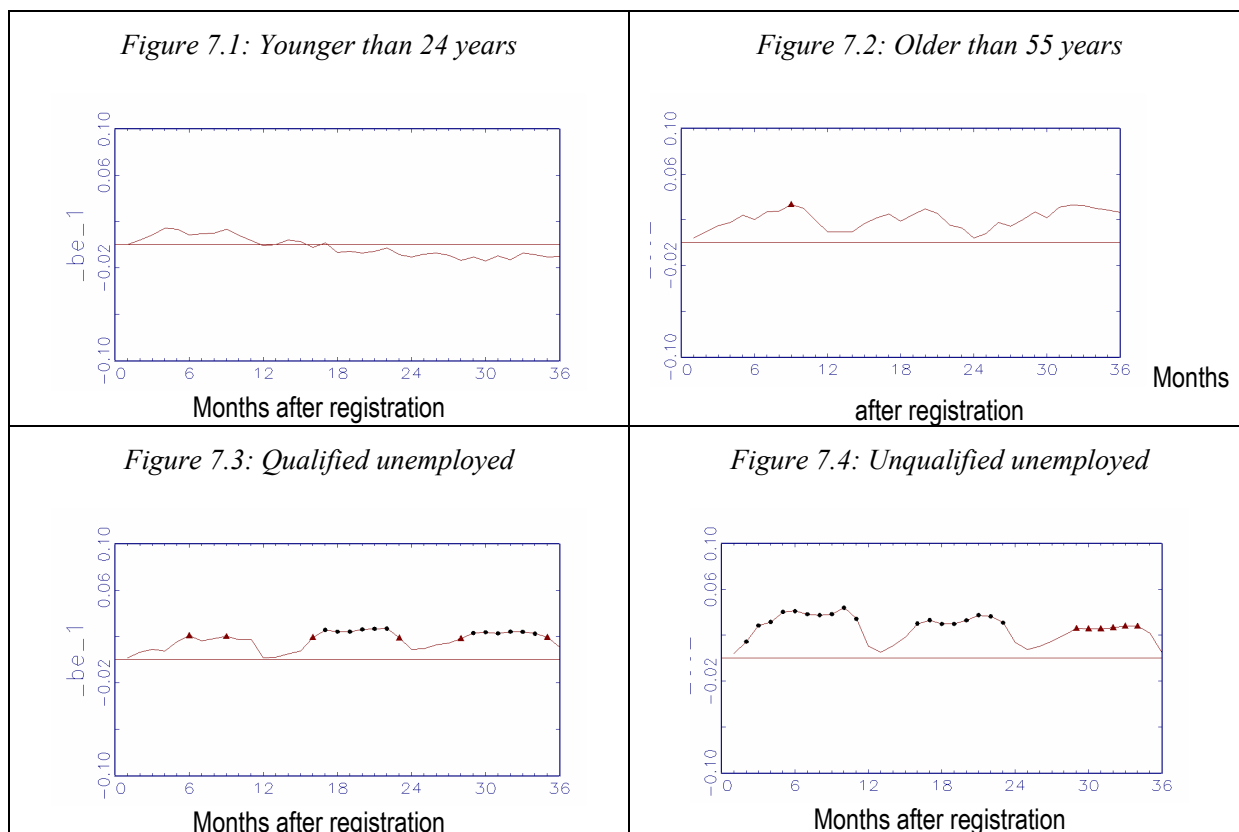 Figure 7.1: Younger than 24 years
0.10
0.06
-0.02
-0.10
-be_1
0 6 12 18 24 30 36
Months after registration
Figure 7.2: Older than 55 years
0.10
0.06
-0.02
-0.10
0 6 12 18 24 30 36
Months
after registration
Figure 7.3: Qualified unemployed
0.10
0.06
-0.02
-0.10
-be_1
0 6 12 18 24 30 36
Months after registration
Figure 7.4: Unqualified unemployed
0.10
0.06
-0.02
-0.10
0 6 12 18 24 30 36
Months after registration